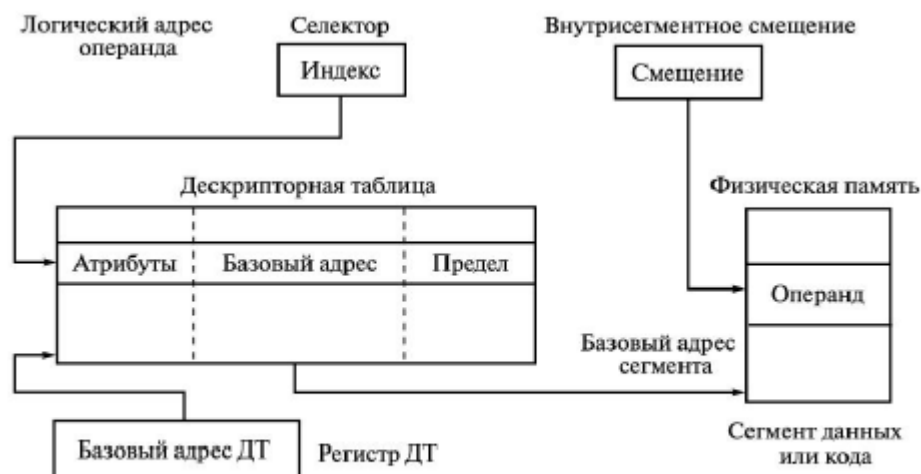 Логический адрес
операнда
Селектор
Индекс
Внутрисегментное смещение
Смещение
Дескрипторная таблица
Физическая память
Атрибуты
Базовый адрес
Предел
Операнд
Базовый адрес
сегмента
Базовый адрес ДТ
Регистр ДТ
Сегмент данных
или кода